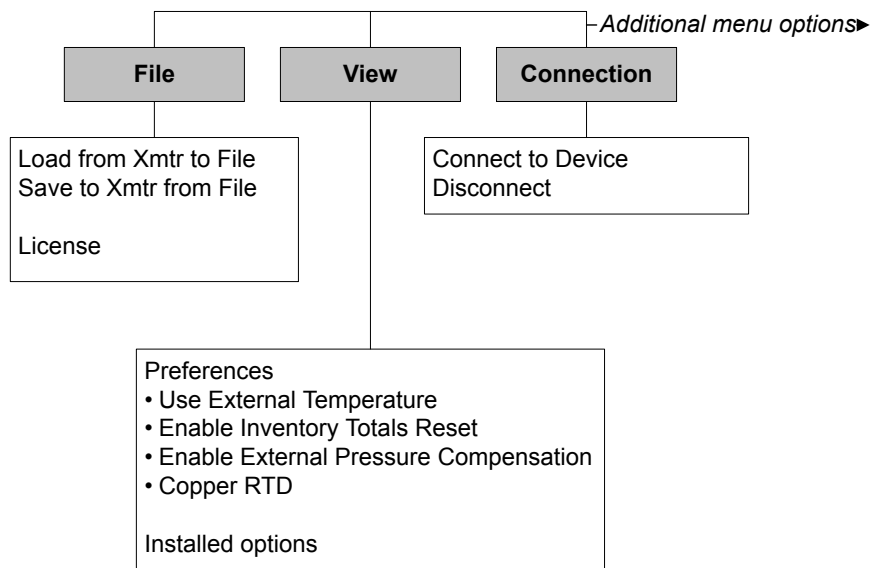 Additional menu options►
File
View
Connection
Load from Xmtr to File
Save to Xmtr from File
License
Connect to Device
Disconnect
Preferences
• Use External Temperature
• Enable Inventory Totals Reset
• Enable External Pressure Compensation
• Copper RTD
Installed options